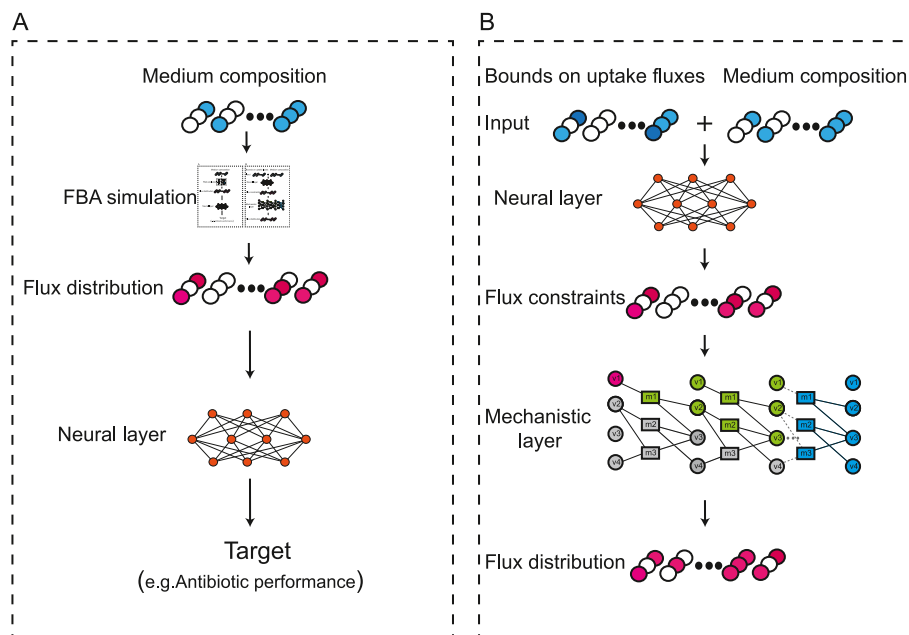 A
Medium composition
FBA simulation
Flux distribution
Neural layer
Target
(e.g.Antibiotic performance)
B
Bounds on uptake fluxes
Medium composition
Input
+
Neural layer
Flux constraints
Mechanistic
layer
v1 v1 v1 v1
m1 m1 m1
v2 v2 v2 v2
m2 m2 m2
v3 v3 v3 v3
m3 m3 m3
v4 v4 v4 v4
Flux distribution